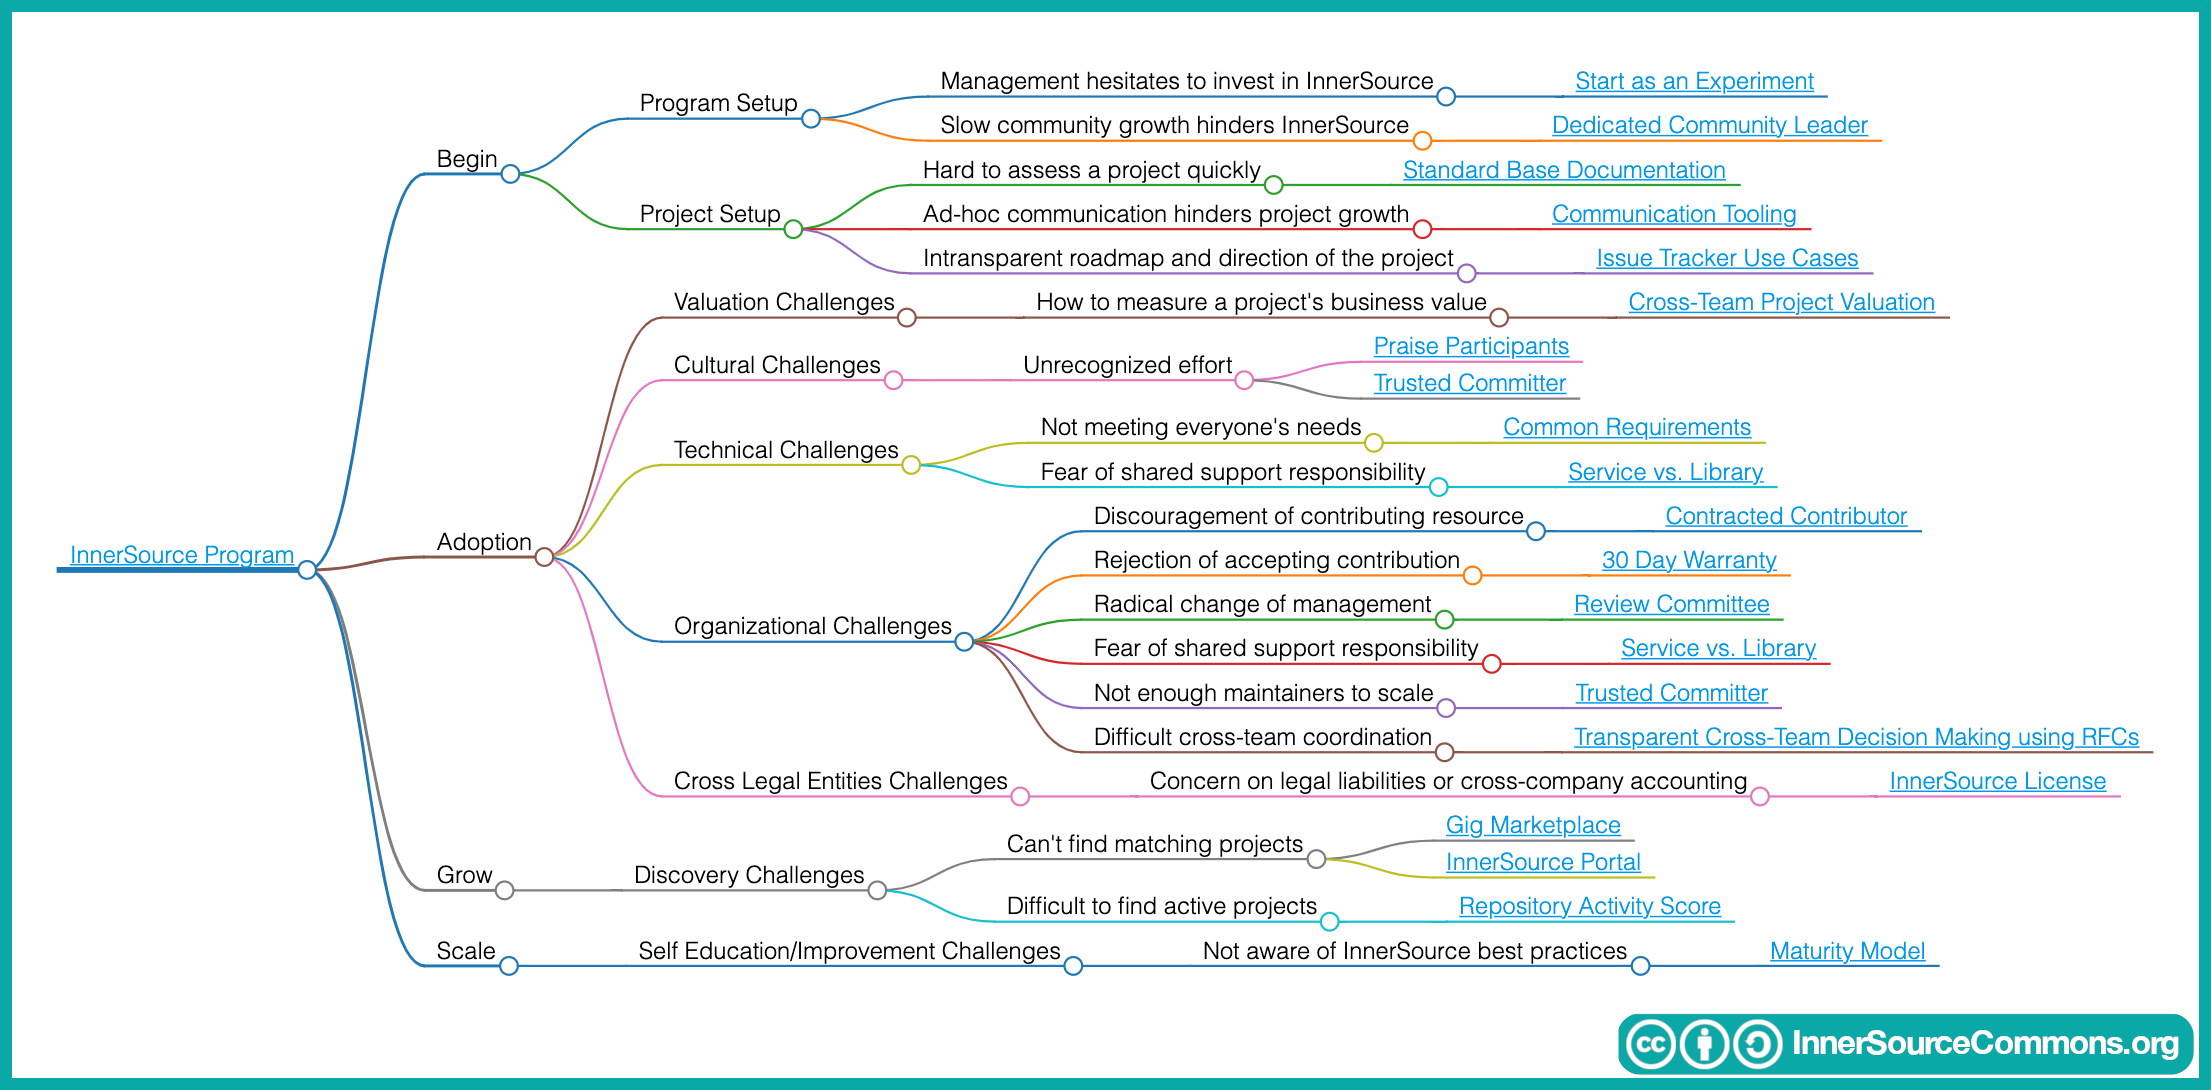 InnerSource Program
Begin
Program Setup
Management hesitates to invest in InnerSource
Start as an Experiment
Slow community growth hinders InnerSource
Dedicated Community Leader
Project Setup
Hard to assess a project quickly
Standard Base Documentation
Ad-hoc communication hinders project growth
Communication Tooling
Intransparent roadmap and direction of the project
Issue Tracker Use Cases
Adoption
Valuation Challenges
How to measure a project's business value
Cross-Team Project Valuation
Cultural Challenges
Unrecognized effort
Praise Participants
Trusted Committer
Technical Challenges
Not meeting everyone's needs
Common Requirements
Fear of shared support responsibility
Service vs. Library
Organizational Challenges
Discouragement of contributing resource
Contracted Contributor
Rejection of accepting contribution
30 Day Warranty
Radical change of management
Review Committee
Fear of shared support responsibility
Service vs. Library
Not enough maintainers to scale
Trusted Committer
Difficult cross-team coordination
Transparent Cross-Team Decision Making using RFCs
Cross Legal Entities Challenges
Concern on legal liabilities or cross-company accounting
InnerSource License
Grow
Discovery Challenges
Can't find matching projects
Gig Marketplace
InnerSource Portal
Difficult to find active projects
Repository Activity Score
Scale
Self Education/Improvement Challenges
Not aware of InnerSource best practices
Maturity Model
cc
InnerSourceCommons.org